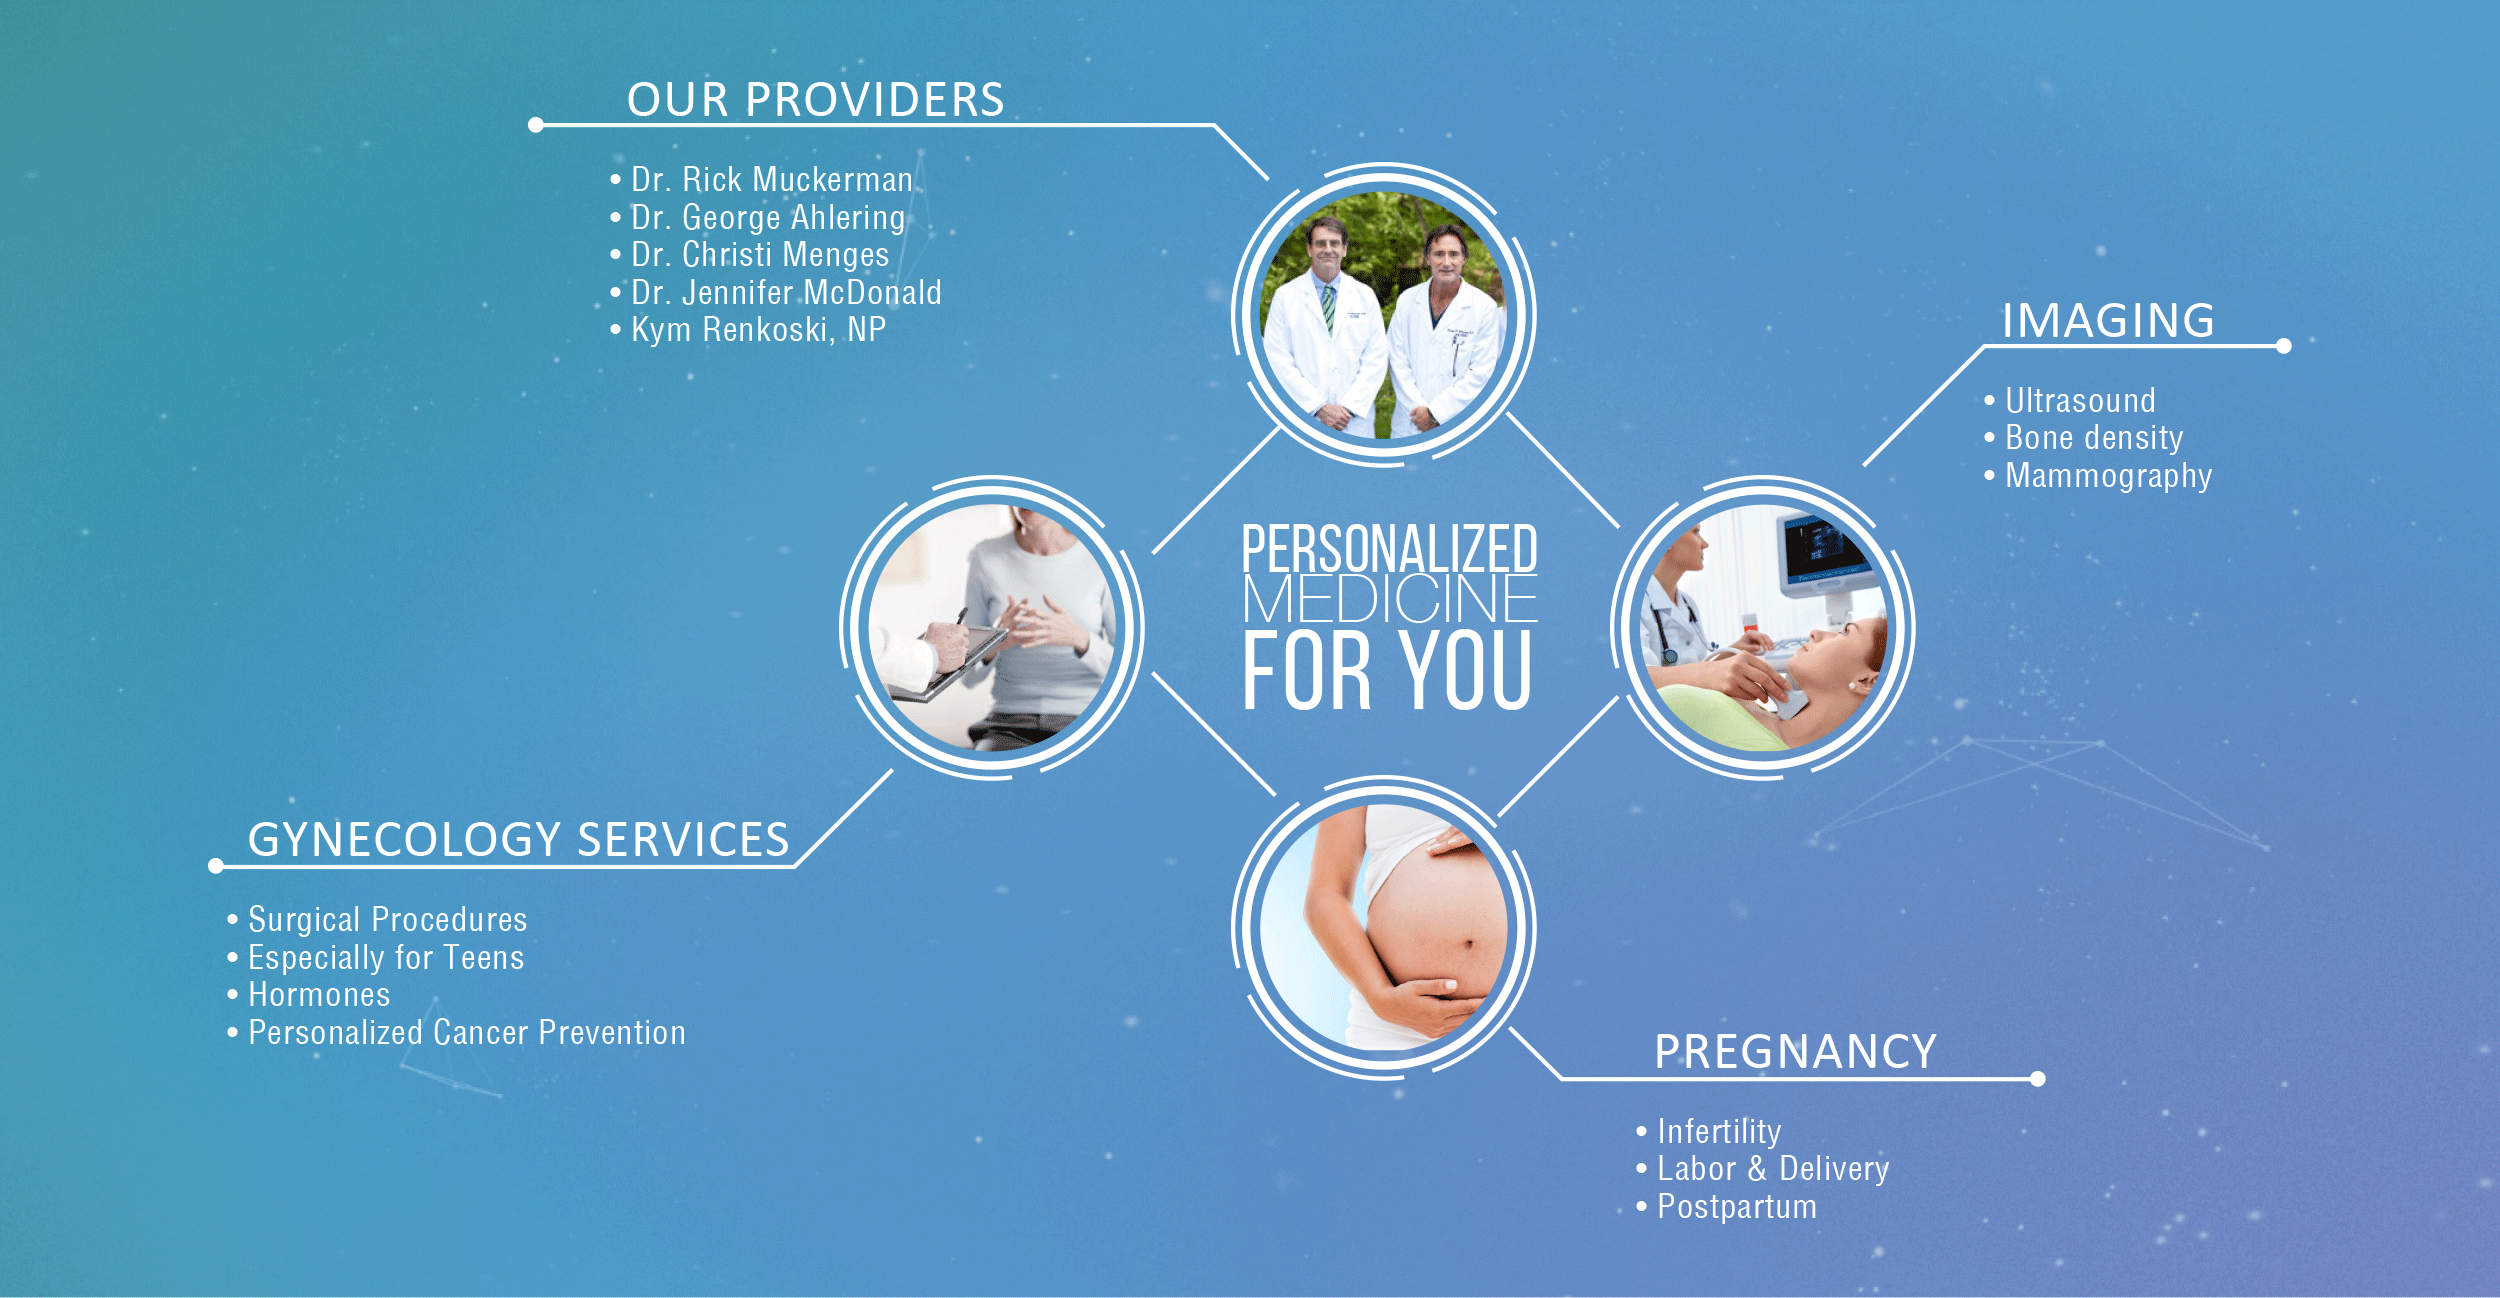 OUR PROVIDERS
• Dr. Rick Muckerman
• Dr. George Ahlering
• Dr. Christi Menges
• Dr. Jennifer McDonald
• Kym Renkoski, NP
IMAGING
• Ultrasound
• Bone density
• Mammography
PERSONALIZED
MEDICINE
FOR YOU
GYNECOLOGY SERVICES
• Surgical Procedures
• Especially for Teens
• Hormones
• Personalized Cancer Prevention
PREGNANCY
• Infertility
• Labor & Delivery
• Postpartum